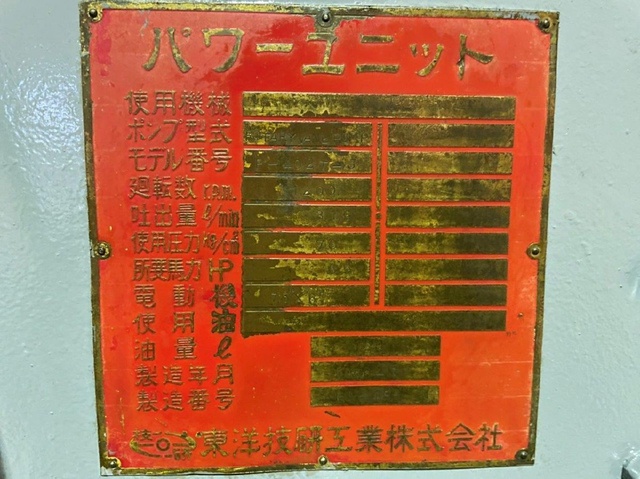 パワーユニット
使用機械
ポンプ型式
モデル番号
廻転数 r.p.m.
吐出量 ℓ/min
使用圧力 kg/cm²
所要馬力 HP
電動機
使用油
油量 ℓ
製造年月
製造番号
東洋技研工業株式会社